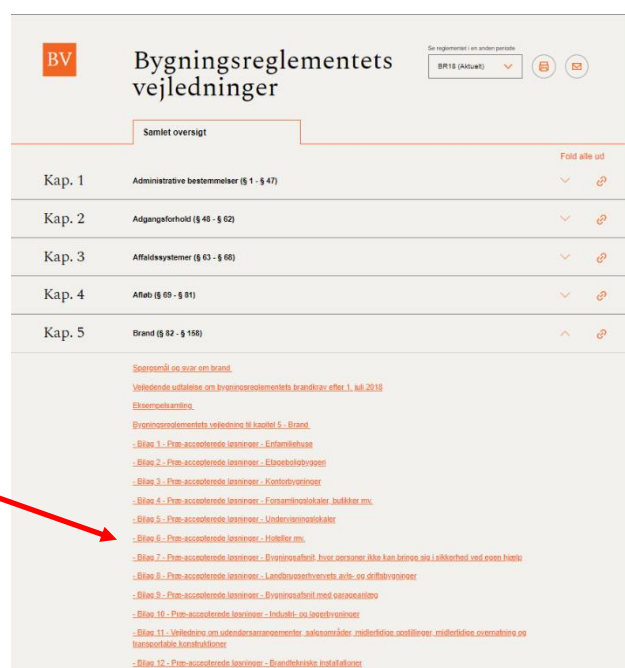 BV
Bygningsreglementets
vejledninger
Se reglementet i en anden periode
BR18 (Aktuelt)
Samlet oversigt
Fold alle ud
Kap. 1 Administrative bestemmelser (§ 1 - § 47)
Kap. 2 Adgangsforhold (§ 48 - § 62)
Kap. 3 Affaldssystemer (§ 63 - § 68)
Kap. 4 Afløb (§ 69 - § 81)
Kap. 5 Brand (§ 82 - § 158)
Spørgsmål og svar om brand
Vejledende udtalelse om bygningsreglementets brandkrav efter 1. juli 2018
Eksempelsamling
Bygningsreglementets vejledning til kapitel 5 - Brand
- Bilag 1 - Præ-accepterede løsninger - Enfamiliehuse
- Bilag 2 - Præ-accepterede løsninger - Etageboligbyggeri
- Bilag 3 - Præ-accepterede løsninger - Kontorbygninger
- Bilag 4 - Præ-accepterede løsninger - Forsamlingslokaler, butikker mv.
- Bilag 5 - Præ-accepterede løsninger - Undervisningslokaler
- Bilag 6 - Præ-accepterede løsninger - Hoteller mv.
- Bilag 7 - Præ-accepterede løsninger - Bygningsafsnit, hvor personer ikke kan bringe sig i sikkerhed ved egen hjælp
- Bilag 8 - Præ-accepterede løsninger - Landbrugserhvervets avls- og driftsbygninger
- Bilag 9 - Præ-accepterede løsninger - Bygningsafsnit med garageanlæg
- Bilag 10 - Præ-accepterede løsninger - Industri- og lagerbygninger
- Bilag 11 - Vejledning om udendørsarrangementer, salgsområder, midlertidige opstillinger, midlertidige overnatning og
transportable konstruktioner
- Bilag 12 - Præ-accepterede løsninger - Brandtekniske installationer